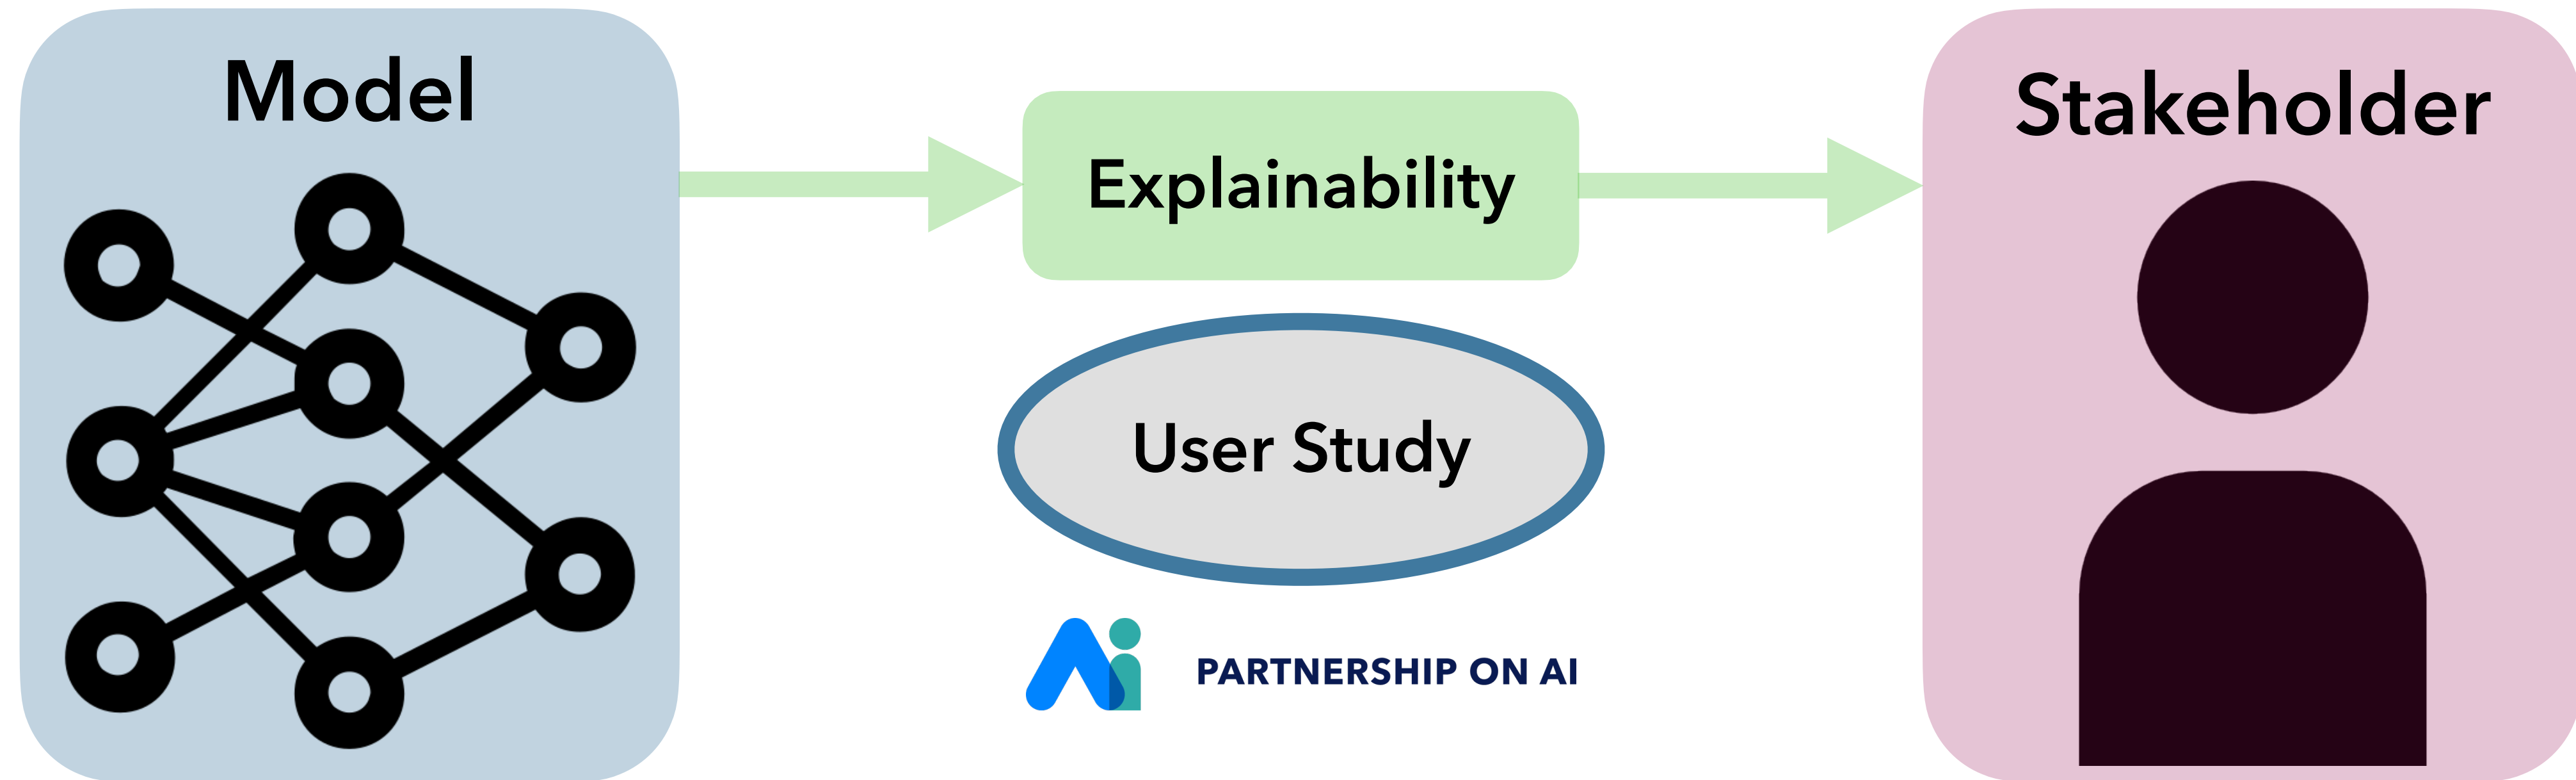 Model
Explainability
Stakeholder
User Study
PARTNERSHIP ON AI